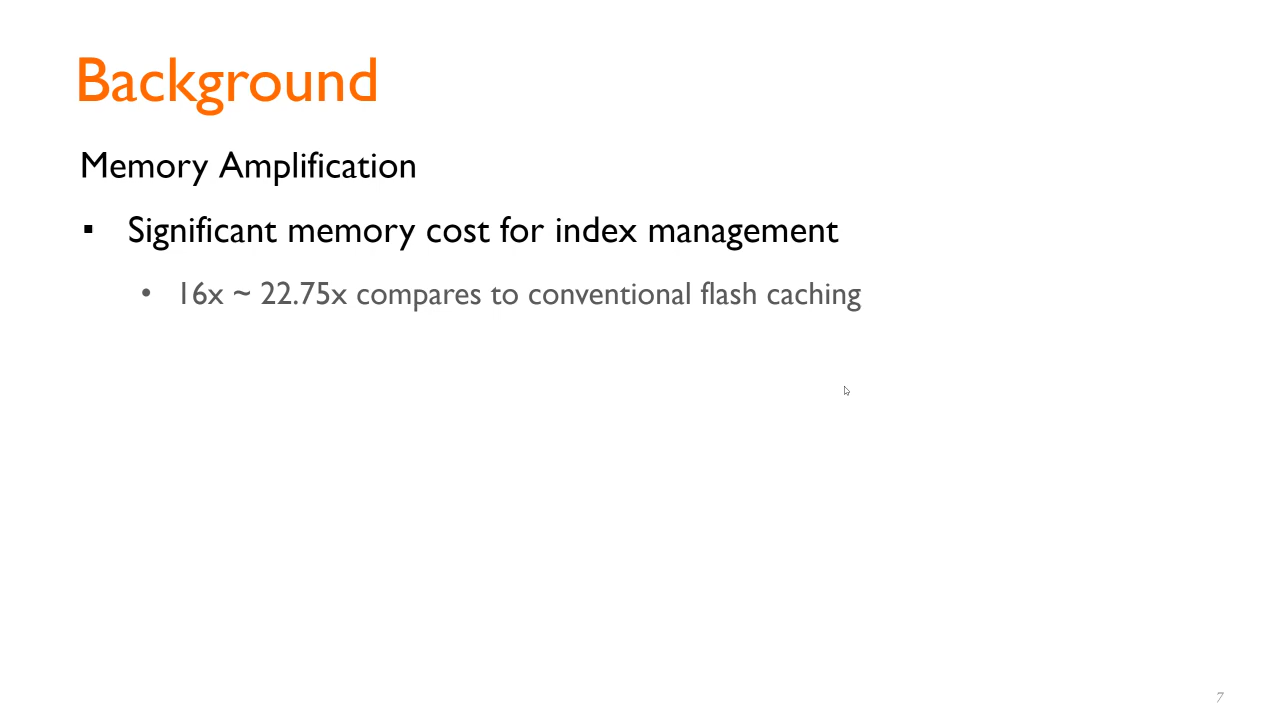 Background
Memory Amplification
▪ Significant memory cost for index management
• 16x ~ 22.75x compares to conventional flash caching
7